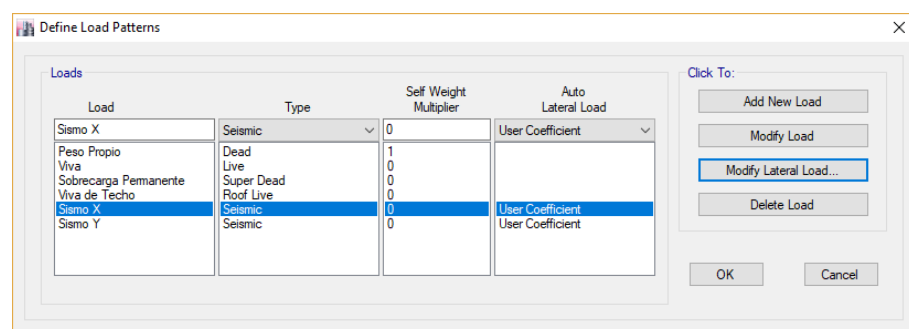 Define Load Patterns
Loads
Click To:
Load Type Self Weight Multiplier Auto Lateral Load
Sismo X Seismic 0 User Coefficient
Peso Propio Dead 1
Viva Live 0
Sobrecarga Permanente Super Dead 0
Viva de Techo Roof Live 0
Sismo X Seismic 0 User Coefficient
Sismo Y Seismic 0 User Coefficient
Add New Load
Modify Load
Modify Lateral Load...
Delete Load
OK Cancel